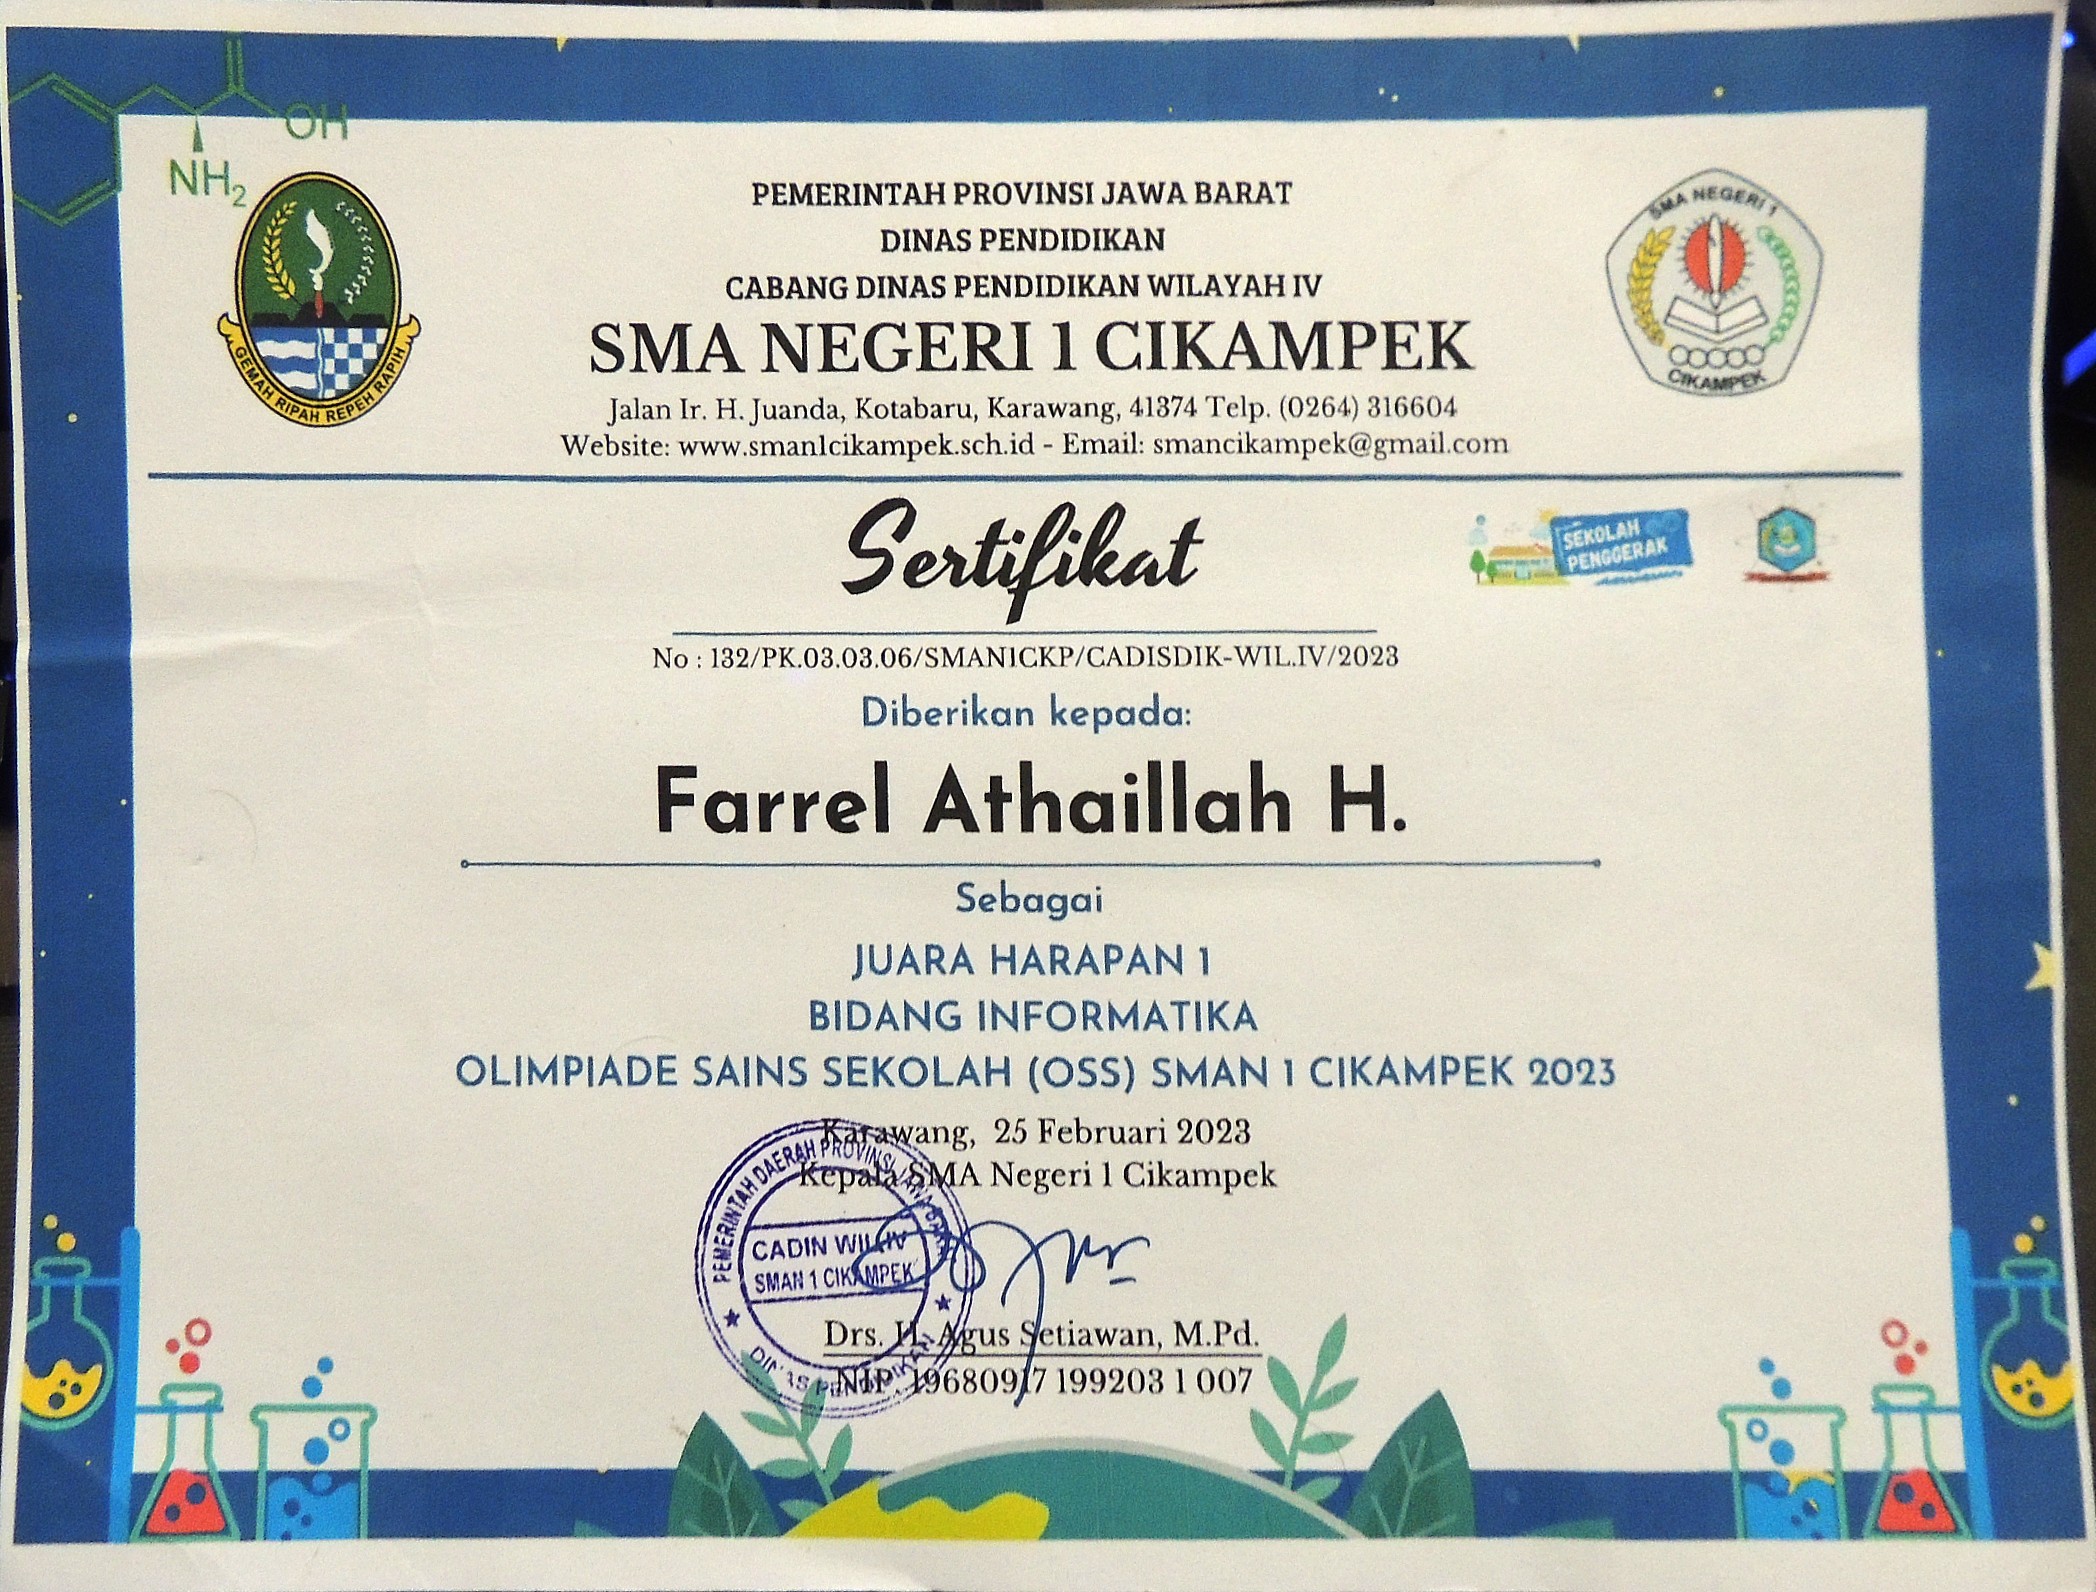 OH
NH2
GEMAH RIPAH REPEH RAPIH
PEMERINTAH PROVINSI JAWA BARAT
DINAS PENDIDIKAN
CABANG DINAS PENDIDIKAN WILAYAH IV
SMA NEGERI 1 CIKAMPEK
Jalan Ir. H. Juanda, Kotabaru, Karawang, 41374 Telp. (0264) 316604
Website: www.sman1cikampek.sch.id - Email: smancikampek@gmail.com
SMA NEGERI 1
CIKAMPEK
Sertifikat
SEKOLAH
PENGGERAK
No : 132/PK.03.03.06/SMAN1CKP/CADISDIK-WIL.IV/2023
Diberikan kepada:
Farrel Athaillah H.
Sebagai
JUARA HARAPAN 1
BIDANG INFORMATIKA
OLIMPIADE SAINS SEKOLAH (OSS) SMAN 1 CIKAMPEK 2023
Karawang, 25 Februari 2023
Kepala SMA Negeri 1 Cikampek
PEMERINTAH DAERAH PROVINSI JAWA BARAT
CADIN WIL IV
SMAN 1 CIKAMPEK
DINAS PENDIDIKAN
Drs. H. Agus Setiawan, M.Pd.
NIP. 19680917 199203 1 007